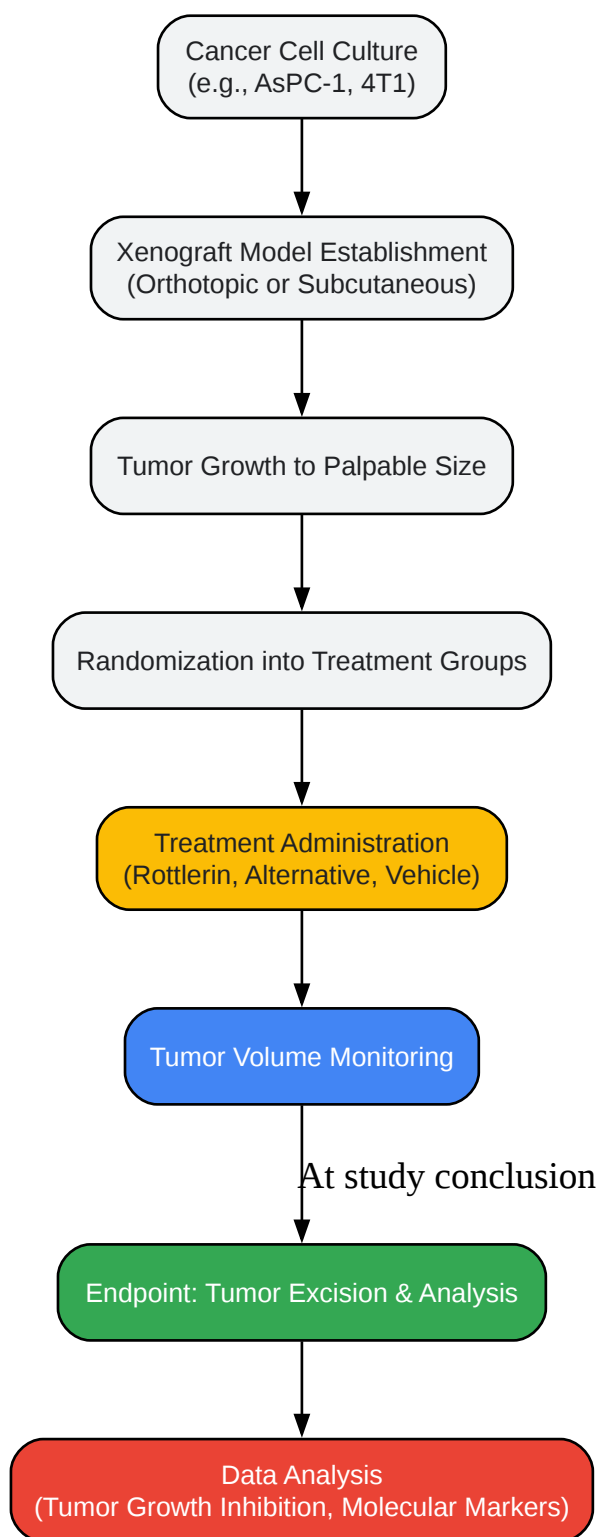 Cancer Cell Culture
(e.g., AsPC-1, 4T1)
Xenograft Model Establishment
(Orthotopic or Subcutaneous)
Tumor Growth to Palpable Size
Randomization into Treatment Groups
Treatment Administration
(Rottlerin, Alternative, Vehicle)
Tumor Volume Monitoring
At study conclusion
Endpoint: Tumor Excision & Analysis
Data Analysis
(Tumor Growth Inhibition, Molecular Markers)